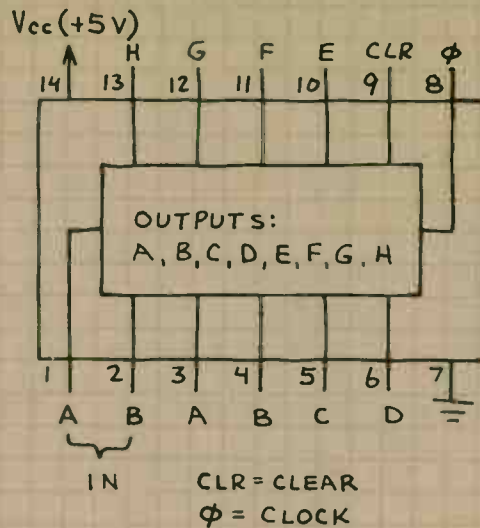 Vcc (+5 V)
H G F E CLR ϕ
14 13 12 11 10 9 8
OUTPUTS:
A, B, C, D, E, F, G, H
1 2 3 4 5 6 7
A B A B C D
IN
CLR = CLEAR
ϕ = CLOCK